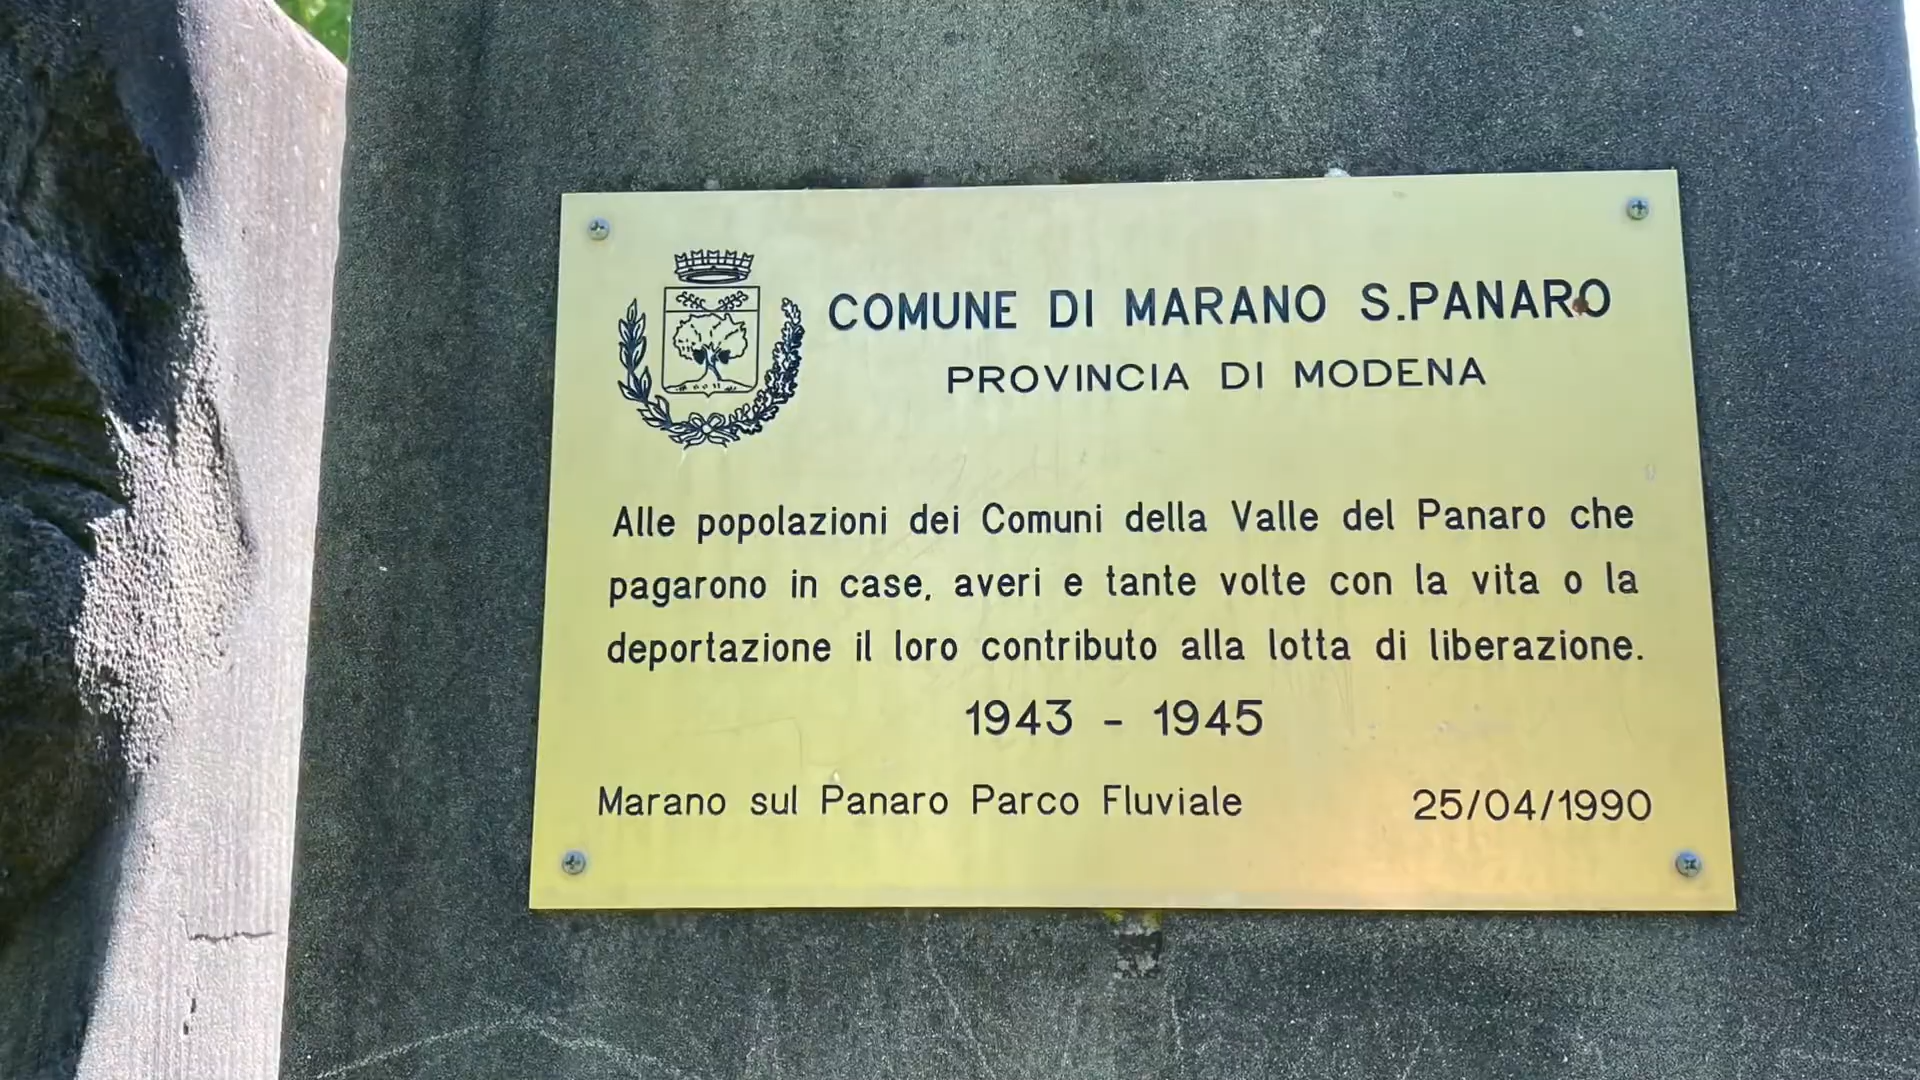 COMUNE DI MARANO S.PANARO
PROVINCIA DI MODENA
Alle popolazioni dei Comuni della Valle del Panaro che
pagarono in case, averi e tante volte con la vita o la
deportazione il loro contributo alla lotta di liberazione.
1943 - 1945
Marano sul Panaro Parco Fluviale 25/04/1990